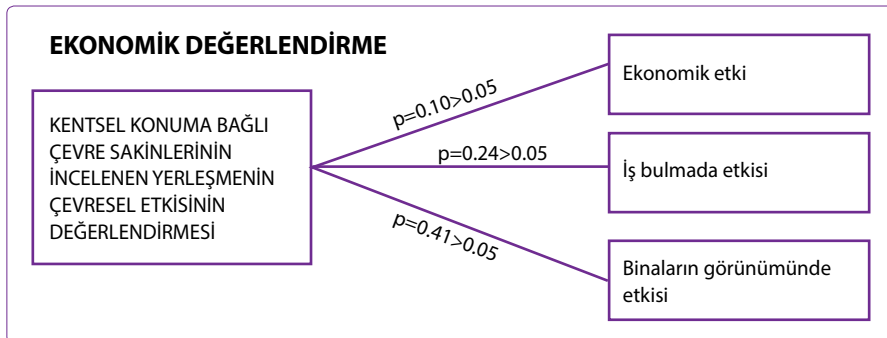 EKONOMİK DEĞERLENDİRME
KENTSEL KONUMA BAĞLI
ÇEVRE SAKİNLERİNİN
İNCELENEN YERLEŞMENİN
ÇEVRESEL ETKİSİNİN
DEĞERLENDİRMESİ
p=0.10>0.05
Ekonomik etki
p=0.24>0.05
İş bulmada etkisi
p=0.41>0.05
Binaların görünümünde
etkisi